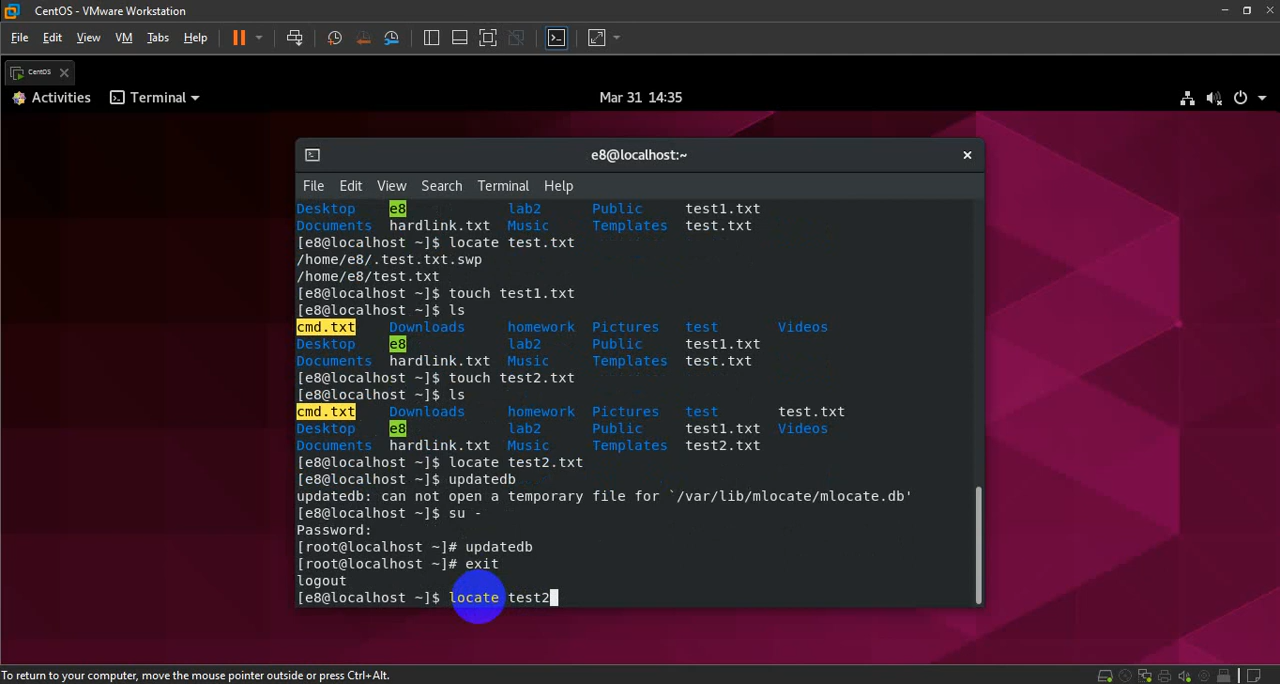 CentOS - VMware Workstation
File Edit View VM Tabs Help
CentOS
Activities Terminal Mar 31 14:35
e8@localhost:~
File Edit View Search Terminal Help
Desktop e8 lab2 Public test1.txt
Documents hardlink.txt Music Templates test.txt
[e8@localhost ~]$ locate test.txt
/home/e8/.test.txt.swp
/home/e8/test.txt
[e8@localhost ~]$ touch test1.txt
[e8@localhost ~]$ ls
cmd.txt Downloads homework Pictures test Videos
Desktop e8 lab2 Public test1.txt
Documents hardlink.txt Music Templates test.txt
[e8@localhost ~]$ touch test2.txt
[e8@localhost ~]$ ls
cmd.txt Downloads homework Pictures test test.txt
Desktop e8 lab2 Public test1.txt Videos
Documents hardlink.txt Music Templates test2.txt
[e8@localhost ~]$ locate test2.txt
[e8@localhost ~]$ updatedb
updatedb: can not open a temporary file for `/var/lib/mlocate/mlocate.db'
[e8@localhost ~]$ su -
Password:
[root@localhost ~]# updatedb
[root@localhost ~]# exit
logout
[e8@localhost ~]$ locate test2
To return to your computer, move the mouse pointer outside or press Ctrl+Alt.